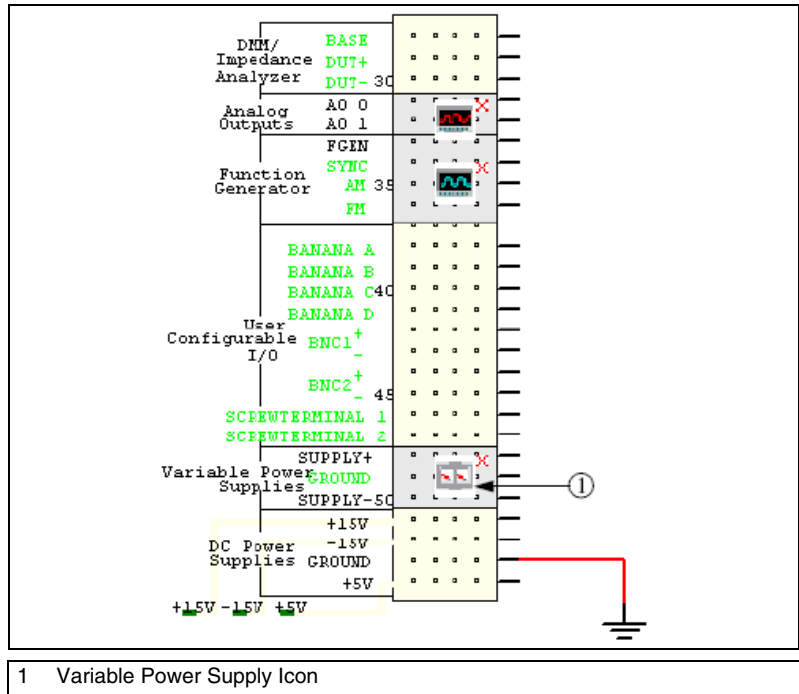 DMM/
Impedance
Analyzer
BASE
DUT+
DUT- 30
Analog
Outputs
AO 0
AO 1
Function
Generator
FGEN
SYNC
AM 35
FM
User
Configurable
I/O
BANANA A
BANANA B
BANANA C 40
BANANA D
BNC1 +
-
BNC2 +
- 45
SCREWTERMINAL 1
SCREWTERMINAL 2
Variable Power
Supplies
SUPPLY+
GROUND
SUPPLY- 50
1
DC Power
Supplies
+15V
-15V
GROUND
+5V
+15V -15V +5V
X
X
X
1 Variable Power Supply Icon